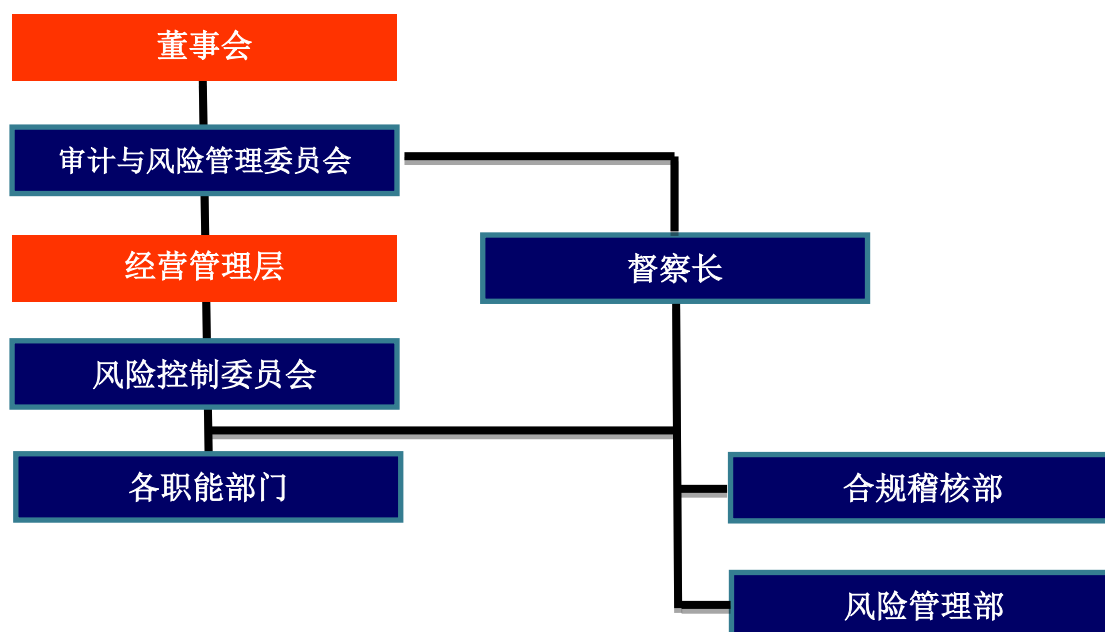 董事会
审计与风险管理委员会
经营管理层
督察长
风险控制委员会
各职能部门
合规稽核部
风险管理部